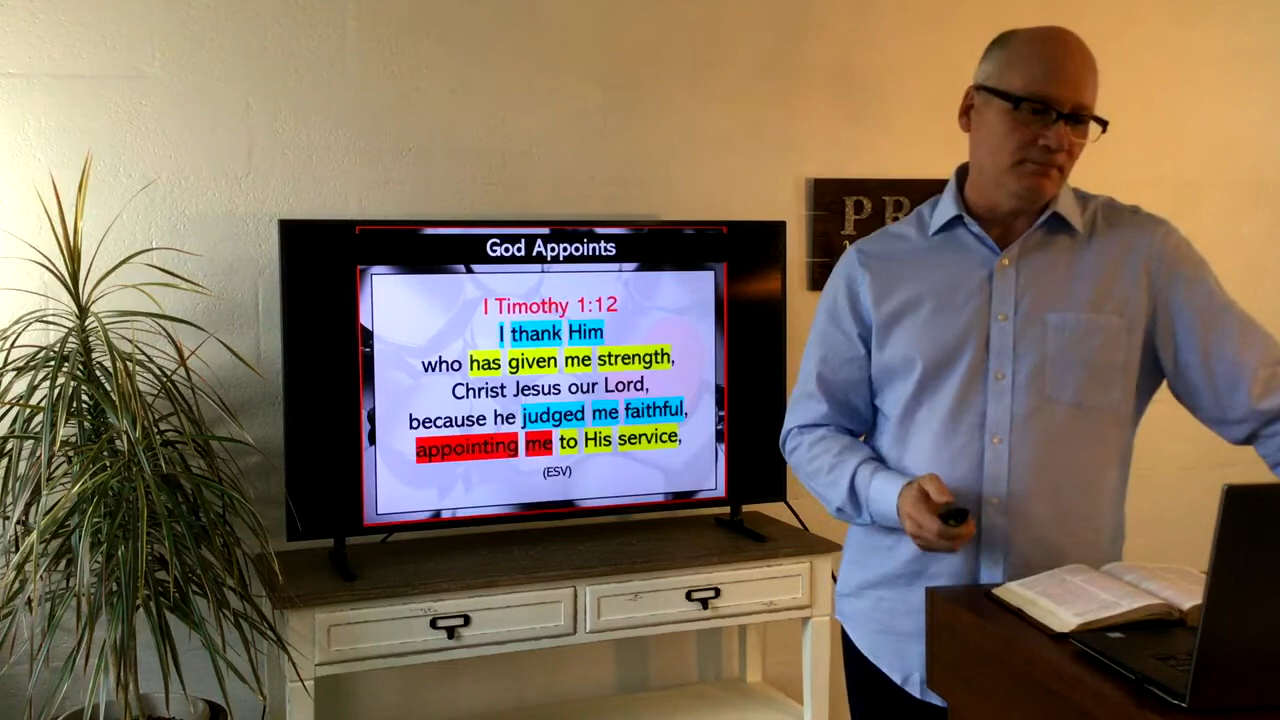 God Appoints
I Timothy 1:12
I thank Him
who has given me strength,
Christ Jesus our Lord,
because he judged me faithful,
appointing me to His service,
(ESV)
PR